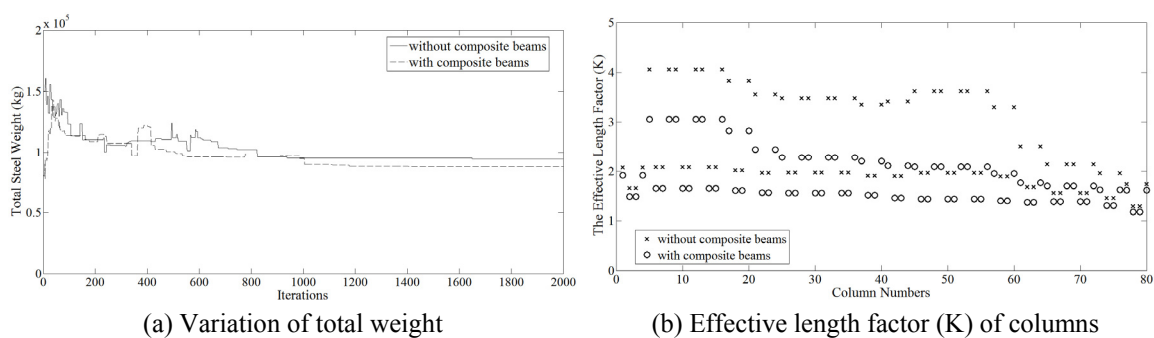 2 x 10^5
1.5
1
0.5
0
Total Steel Weight (kg)
without composite beams
with composite beams
0 200 400 600 800 1000 1200 1400 1600 1800 2000
Iterations
(a) Variation of total weight
5
4
3
2
1
0
The Effective Length Factor (K)
without composite beams
with composite beams
0 10 20 30 40 50 60 70 80
Column Numbers
(b) Effective length factor (K) of columns